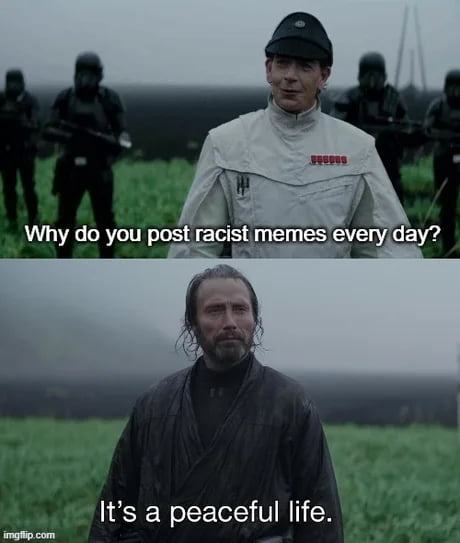 Why do you post racist memes every day?
It's a peaceful life.
imgflip.com